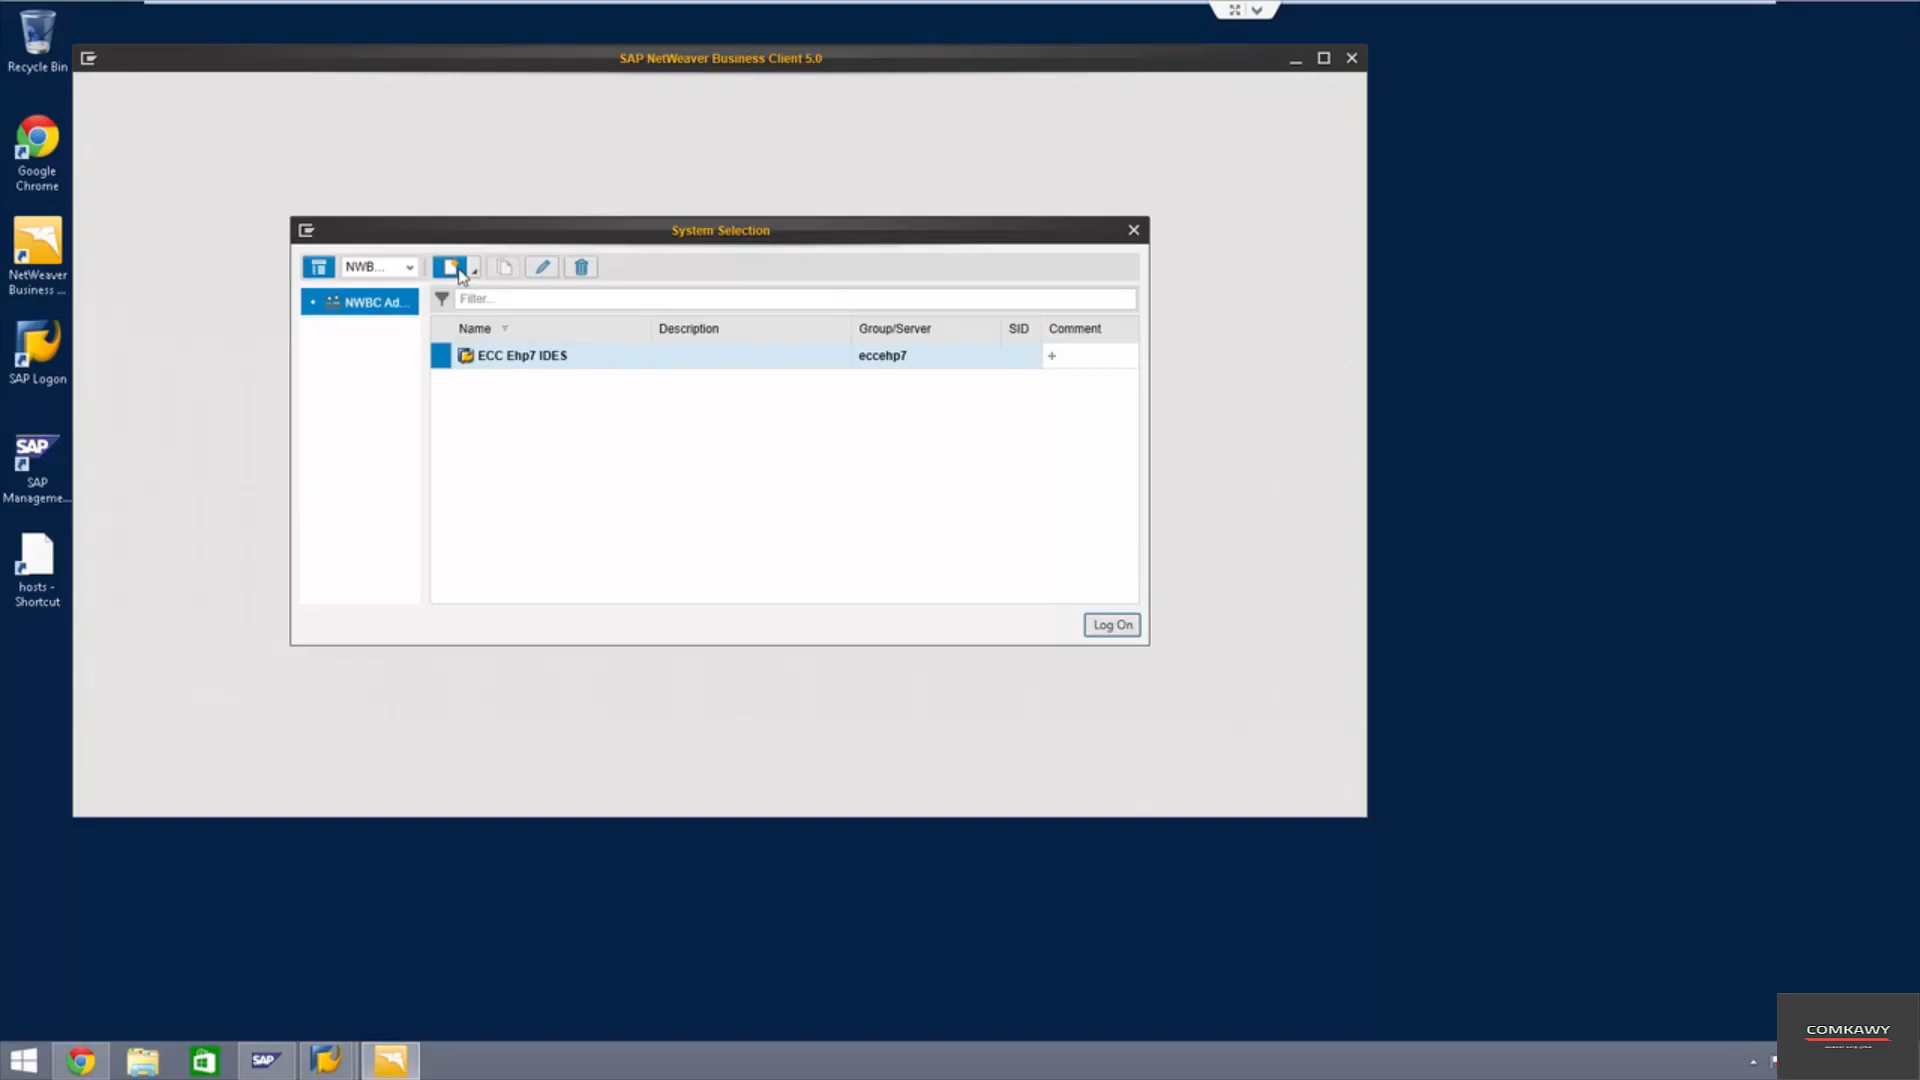 Recycle Bin
SAP NetWeaver Business Client 5.0
Google
Chrome
System Selection
NWB...
NetWeaver
Business ...
NWBC Ad...
Filter...
Name
Description
Group/Server
SID
Comment
ECC Ehp7 IDES
eccehp7
+
SAP Logon
SAP
SAP
Manageme...
hosts -
Shortcut
Log On
SAP
COMKAWY